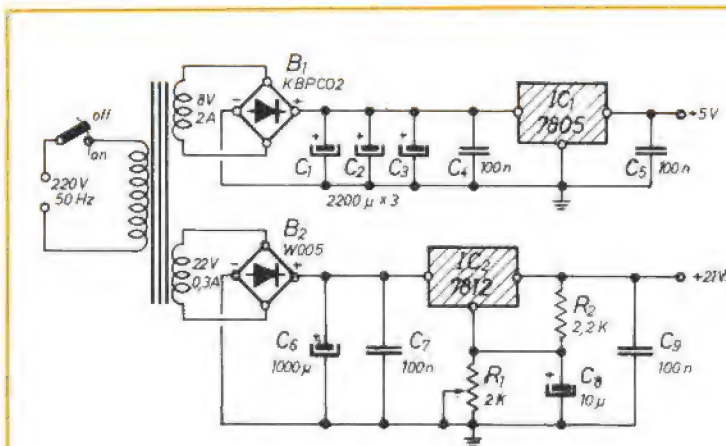 off
on
220V
50 Hz
8V
2A
B1
KBPC02
C1
C2
C3
2200 µ x 3
C4
100n
IC1
7805
C5
100n
+5V
22V
0,3A
B2
W005
C6
1000µ
C7
100n
IC2
7812
R1
2K
R2
2,2K
C8
10 µ
C9
100n
+21V